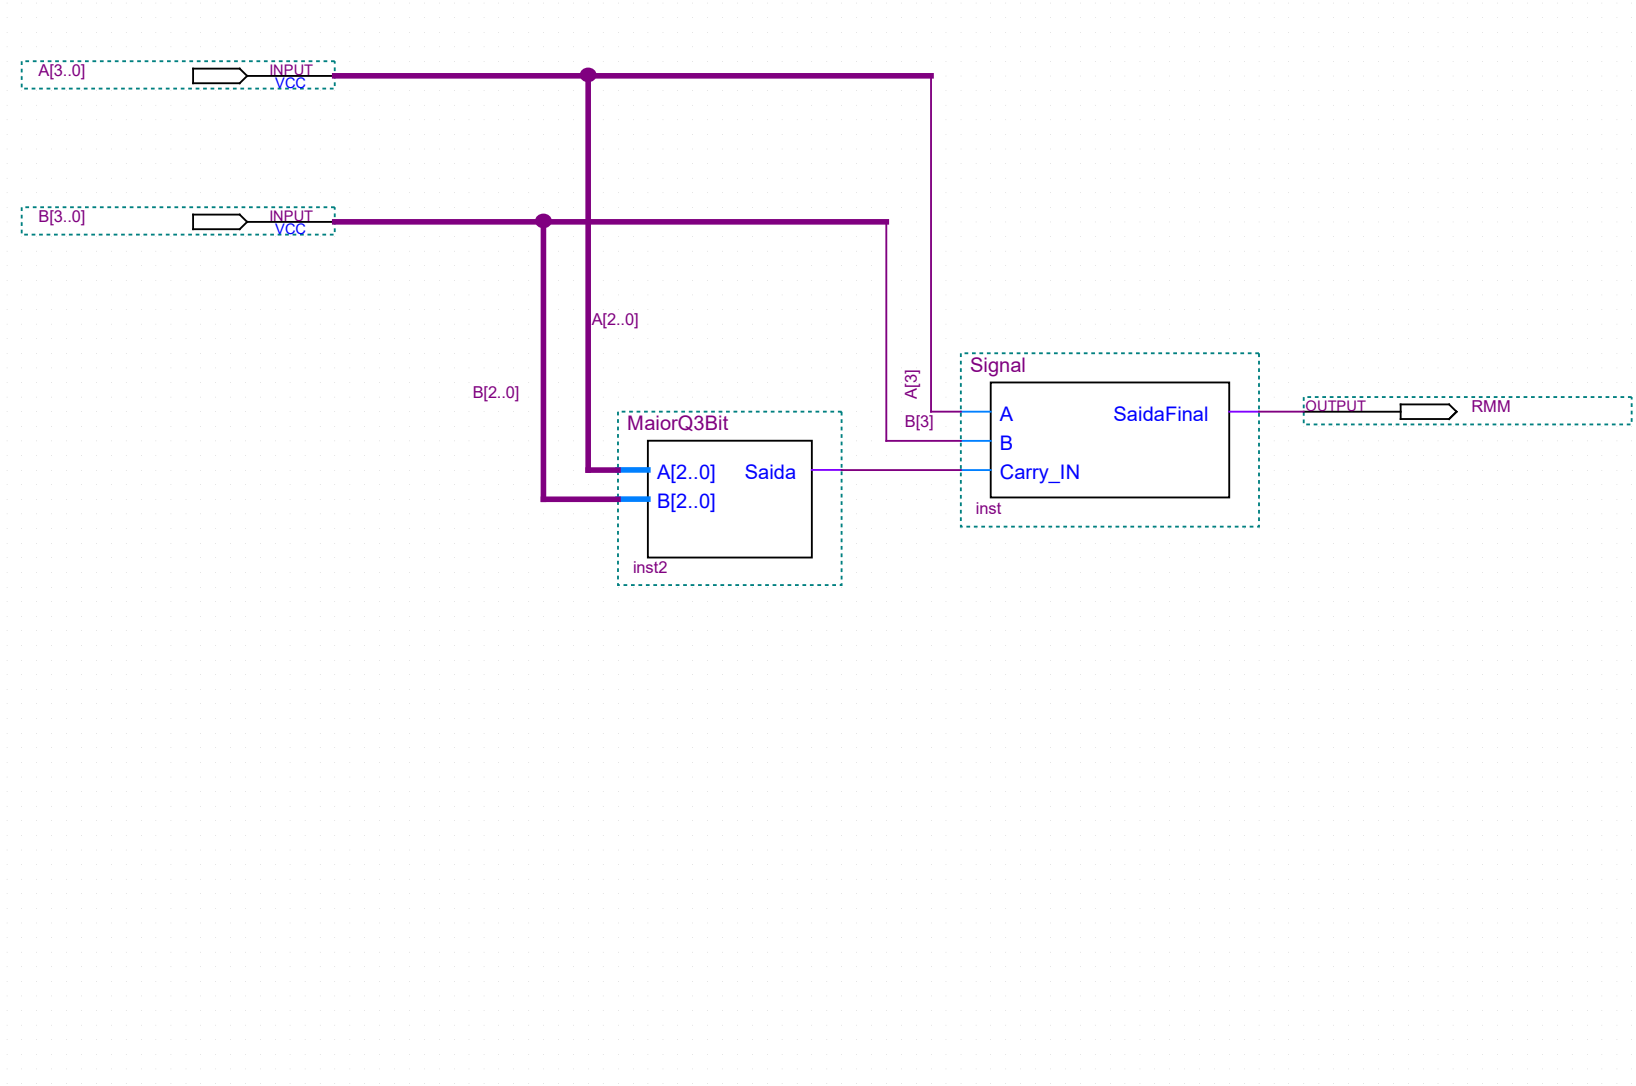 A[3..0]
INPUT
VCC
B[3..0]
INPUT
VCC
A[2..0]
B[2..0]
A[3]
B[3]
Signal
A
SaidaFinal
B
Carry_IN
inst
OUTPUT
RMM
MaiorQ3Bit
A[2..0]
Saida
B[2..0]
inst2